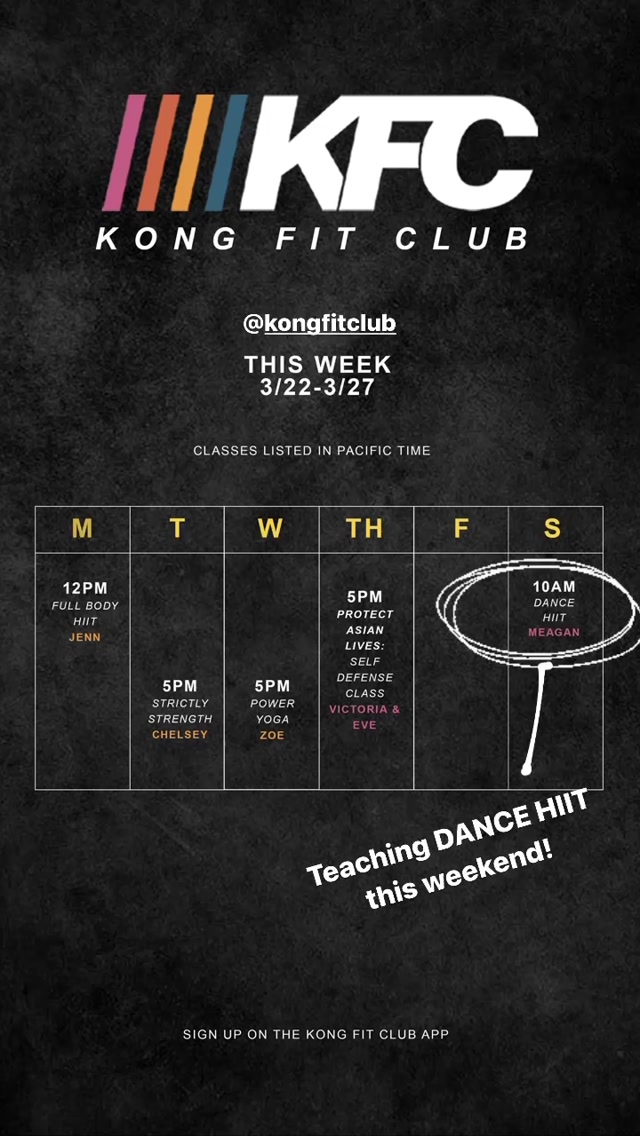 KFC
KONG FIT CLUB
@kongfitclub
THIS WEEK
3/22-3/27
CLASSES LISTED IN PACIFIC TIME
M T W TH F S
12PM
FULL BODY
HIIT
JENN
5PM
STRICTLY
STRENGTH
CHELSEY
5PM
POWER
YOGA
ZOE
5PM
PROTECT
ASIAN
LIVES:
SELF
DEFENSE
CLASS
VICTORIA &
EVE
10AM
DANCE
HIIT
MEAGAN
Teaching DANCE HIIT
this weekend!
SIGN UP ON THE KONG FIT CLUB APP